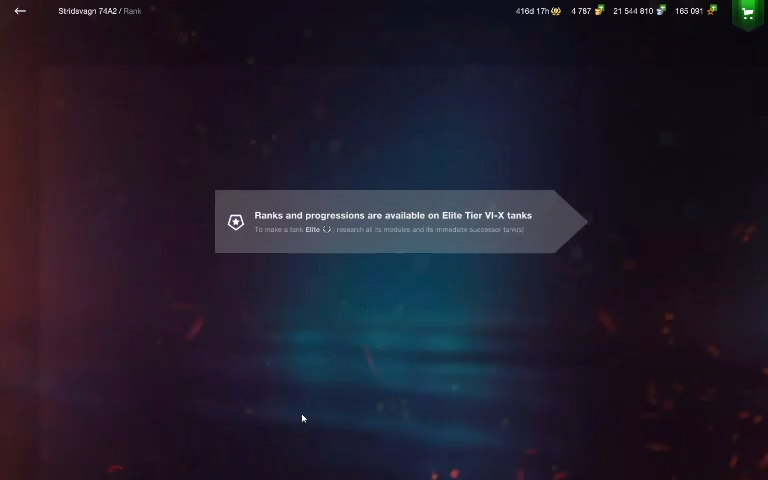 Stridsvagn 74A2 / Rank
416d 17h 4 787 21 544 810 165 091
Ranks and progressions are available on Elite Tier VI-X tanks
To make a tank Elite , research all its modules and its immediate successor tank(s)